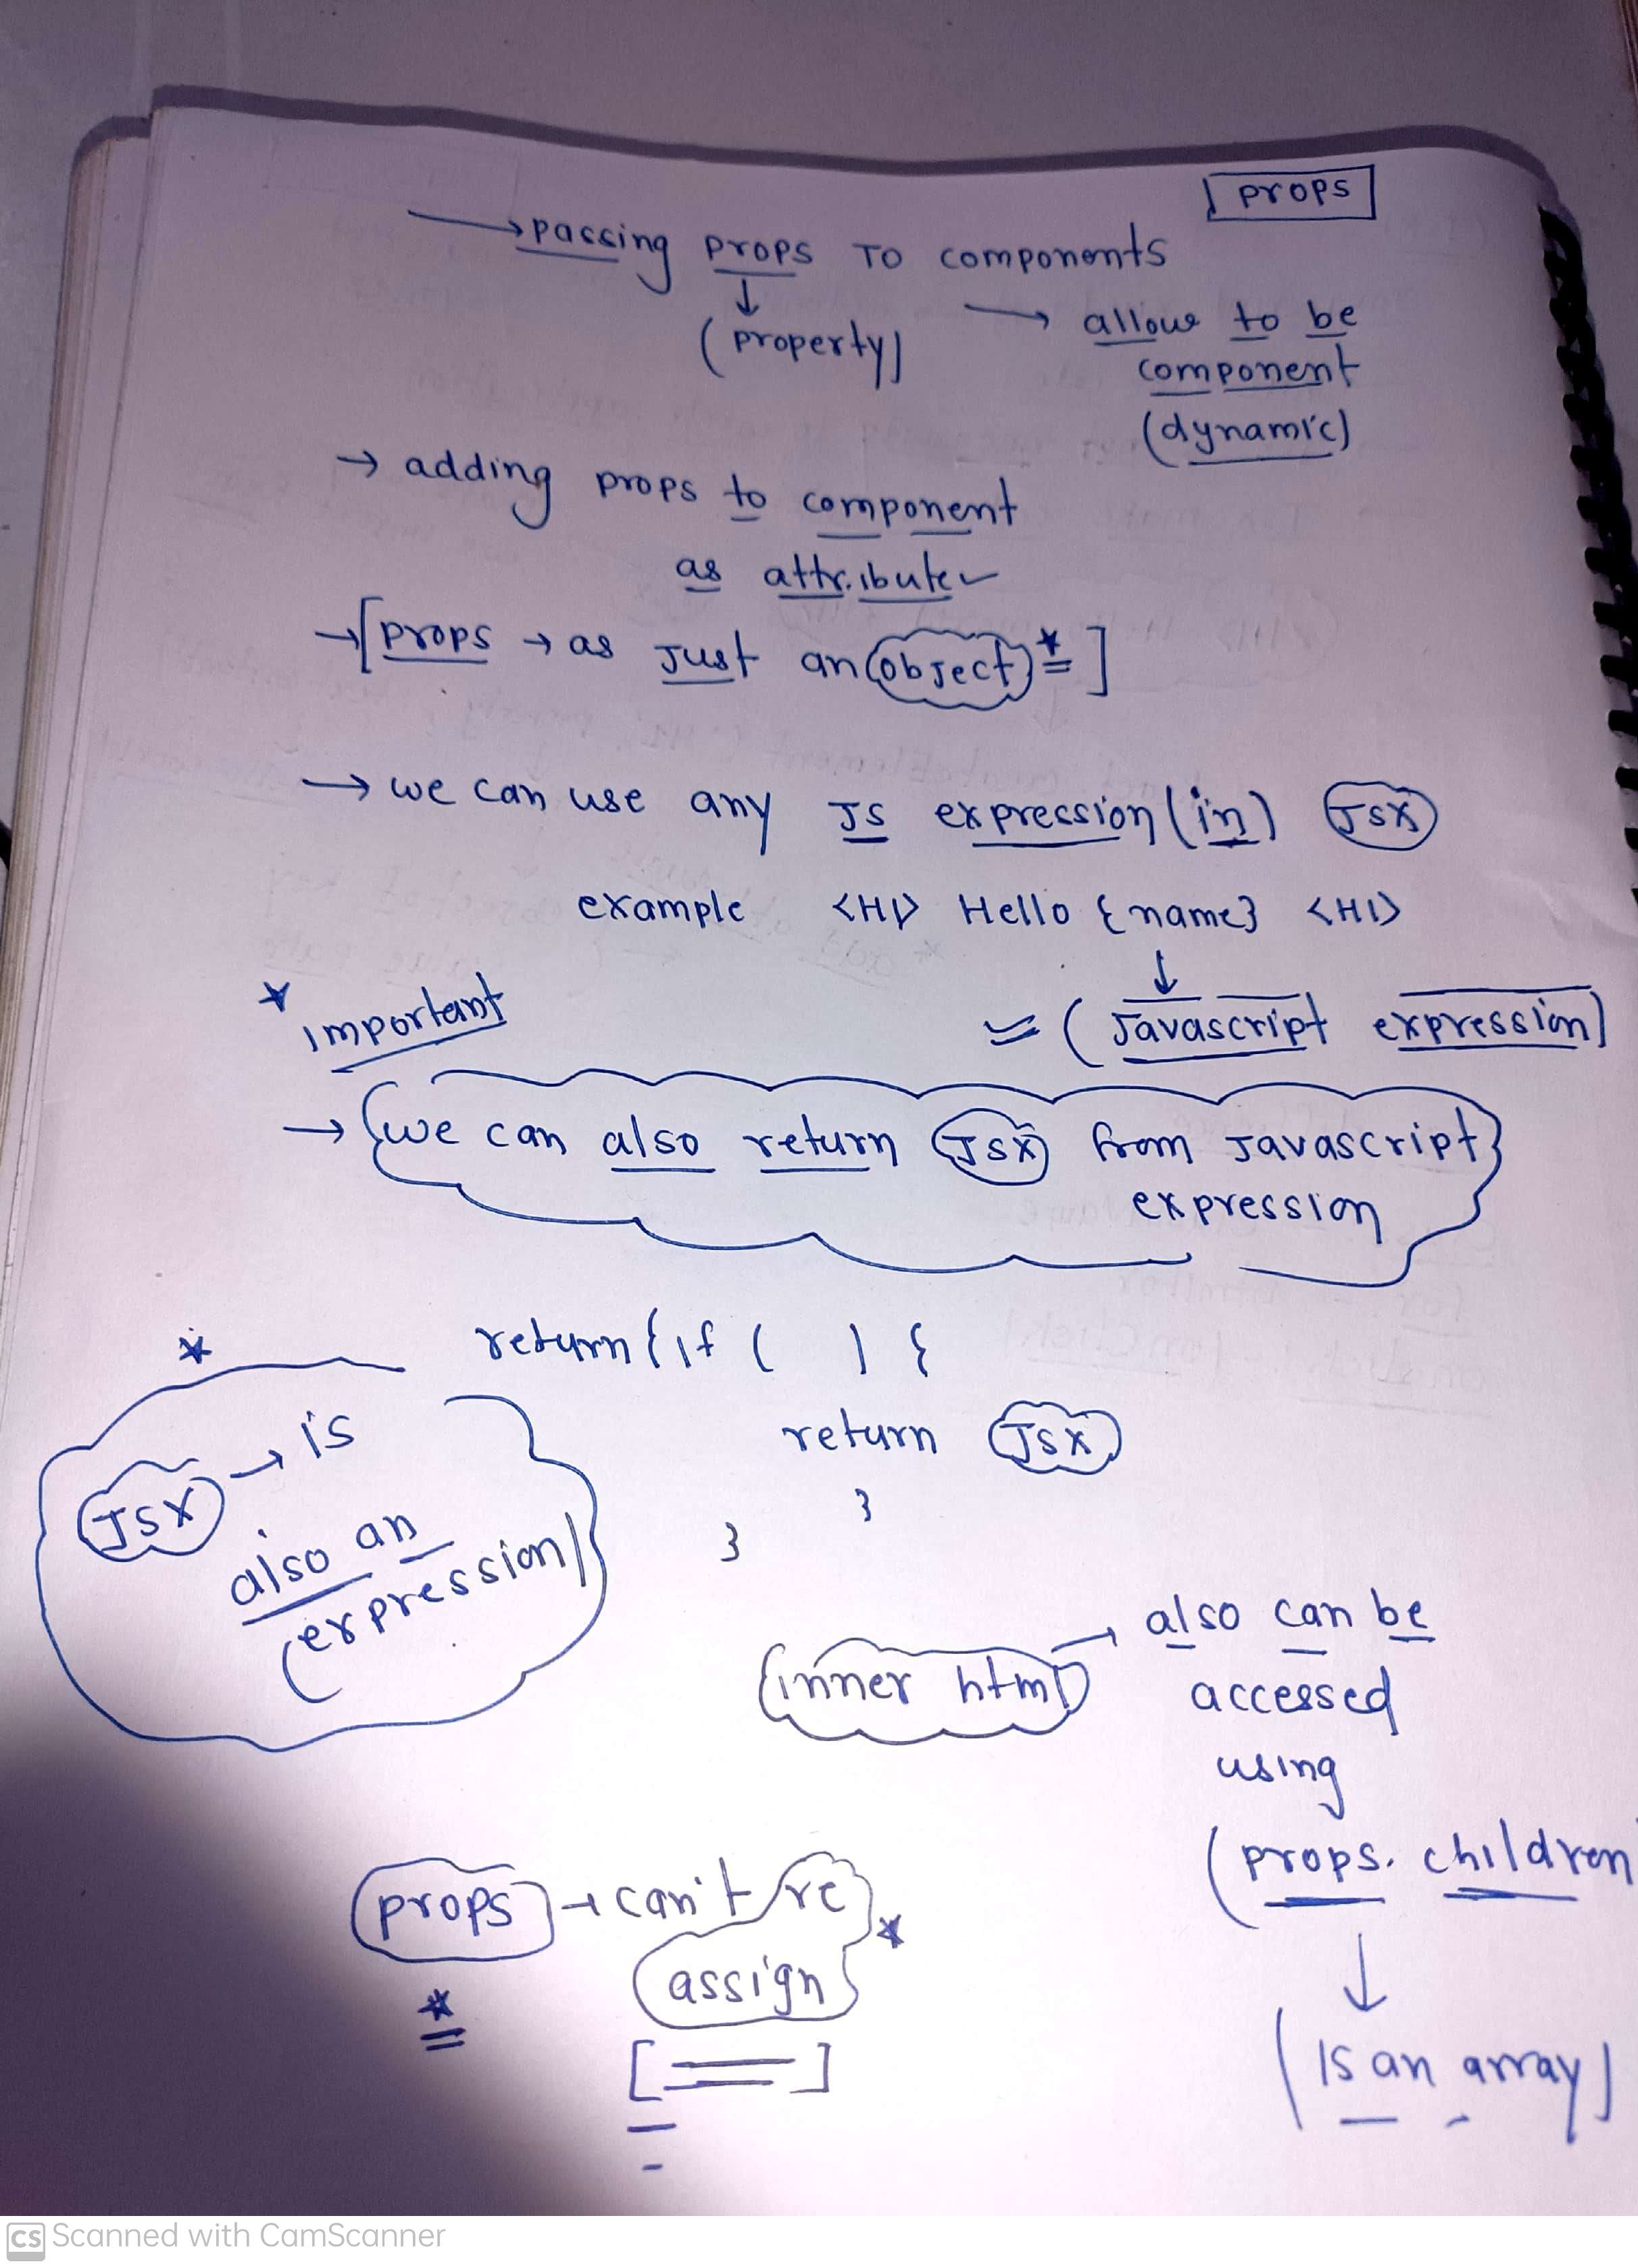 props
→ passing props TO components
↓
(property) → allows to be
component
(dynamic)
→ adding props to component
as attribute
→ [props → as just an object * ]
→ we can use any JS expression (in) JSX
example <H1> Hello {name} <H1>
↓
* important = (Javascript expression)
→ we can also return JSX from Javascript
expression
* return { if ( ) {
return JSX
}
}
JSX → is
also an
(expression)
inner html → also can be
accessed
using
(props. children
↓
(is an array)
props → can't re
assign *
*
[ == ]
CS Scanned with CamScanner